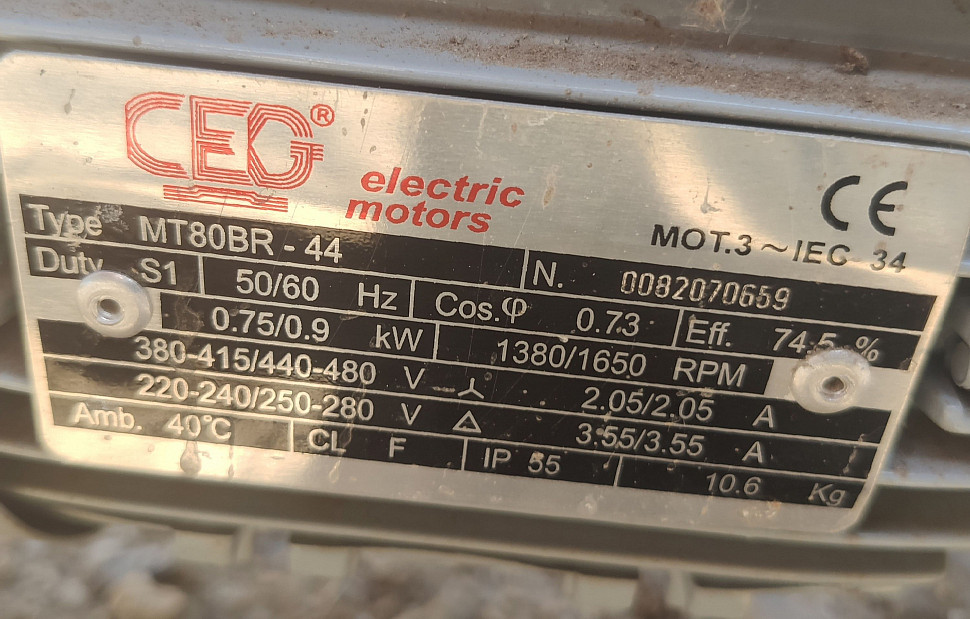 CEG®
electric
motors
CE
MOT.3~IEC 34
Type MT80BR - 44 N. 0082070659
Duty S1 50/60 Hz Cos.φ 0.73 Eff. 74.5 %
0.75/0.9 kW 1380/1650 RPM
380-415/440-480 V 2.05/2.05 A
220-240/250-280 V Δ 3.55/3.55 A
Amb. 40°C CL F IP 55 10.6 Kg